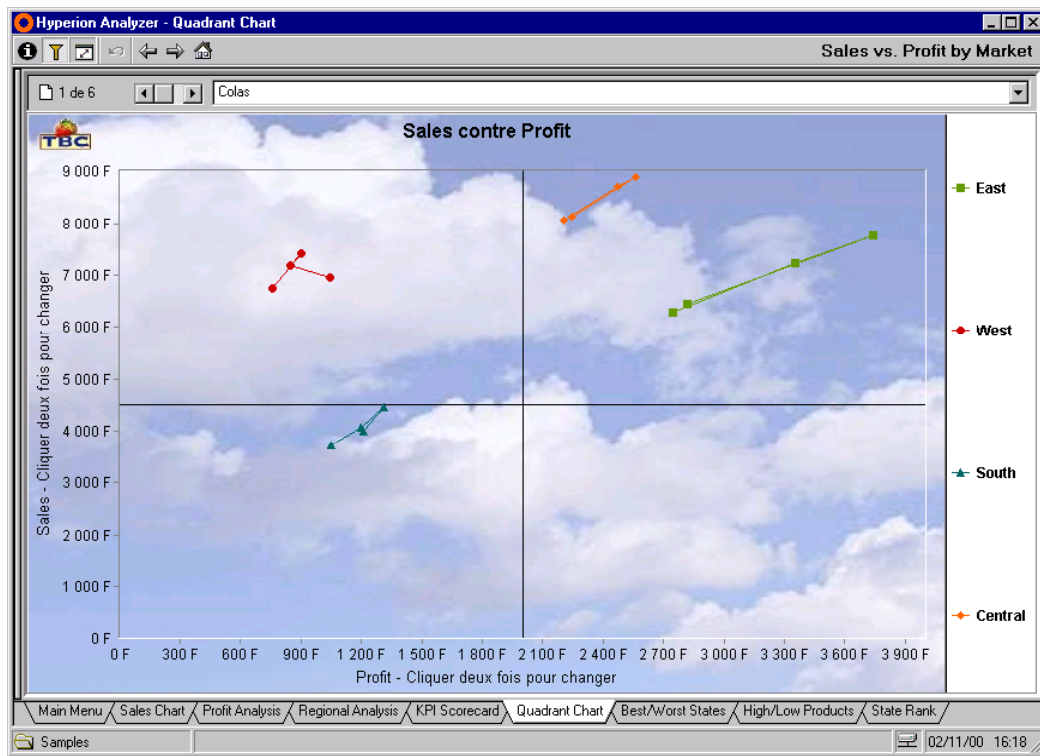 Hyperion Analyzer - Quadrant Chart
Sales vs. Profit by Market
1 de 6
Colas
TBC
Sales contre Profit
9 000 F
8 000 F
7 000 F
6 000 F
5 000 F
4 000 F
3 000 F
2 000 F
1 000 F
0 F
Sales - Cliquer deux fois pour changer
0 F 300 F 600 F 900 F 1 200 F 1 500 F 1 800 F 2 100 F 2 400 F 2 700 F 3 000 F 3 300 F 3 600 F 3 900 F
Profit - Cliquer deux fois pour changer
East
West
South
Central
Main Menu Sales Chart Profit Analysis Regional Analysis KPI Scorecard Quadrant Chart Best/Worst States High/Low Products State Rank
Samples
02/11/00 16:18